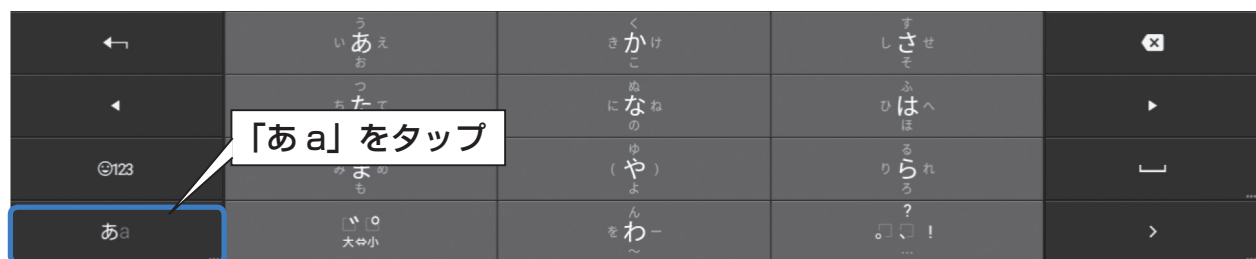 う く す
いあえ きかけ しさせ
お こ そ
つ ぬ ふ
ちたて になね ひはへ
「あa」をタップ
の ほ
ゆ る
☺123 みまめ (や) りられ
も よ ろ
ん ?
あa をわー 。、!
大⇔小 〜 …